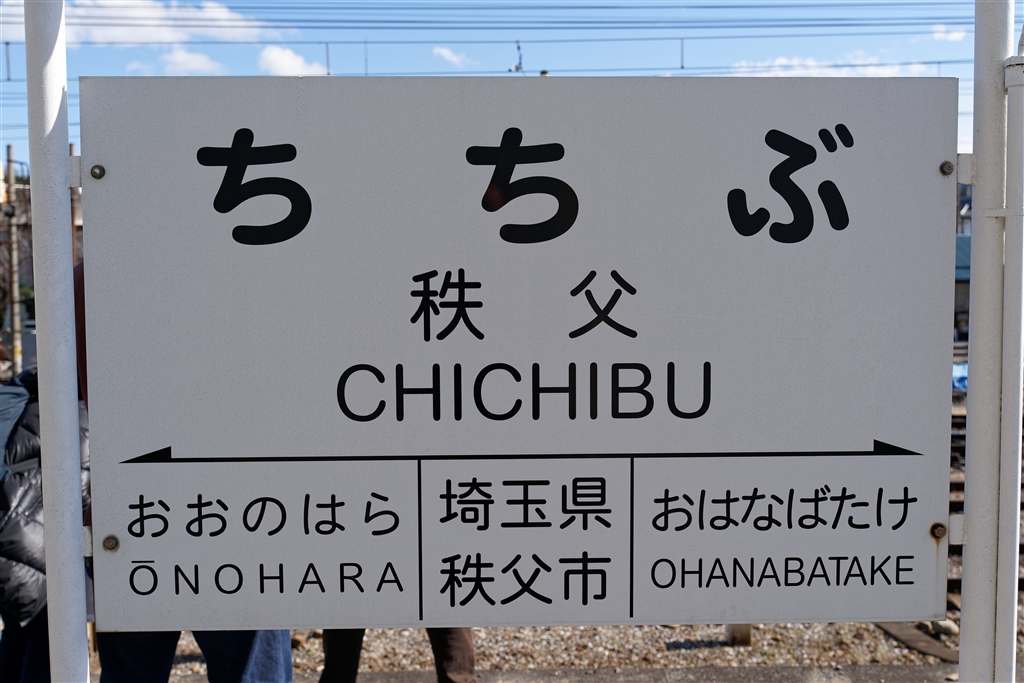 ちちぶ
秩父
CHICHIBU
おおのはら
ŌNOHARA
埼玉県
秩父市
おはなばたけ
OHANABATAKE